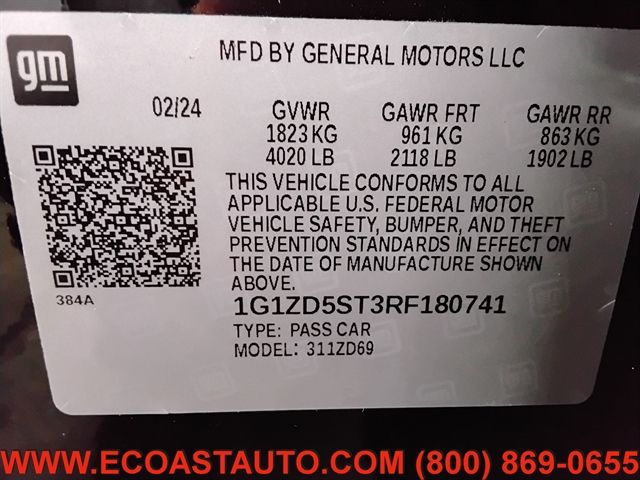 gm
MFD BY GENERAL MOTORS LLC
02/24 GVWR GAWR FRT GAWR RR
1823 KG 961 KG 863 KG
4020 LB 2118 LB 1902 LB
THIS VEHICLE CONFORMS TO ALL
APPLICABLE U.S. FEDERAL MOTOR
VEHICLE SAFETY, BUMPER, AND THEFT
PREVENTION STANDARDS IN EFFECT ON
THE DATE OF MANUFACTURE SHOWN
ABOVE.
384A
1G1ZD5ST3RF180741
TYPE: PASS CAR
MODEL: 311ZD69
WWW.ECOASTAUTO.COM (800) 869-0655